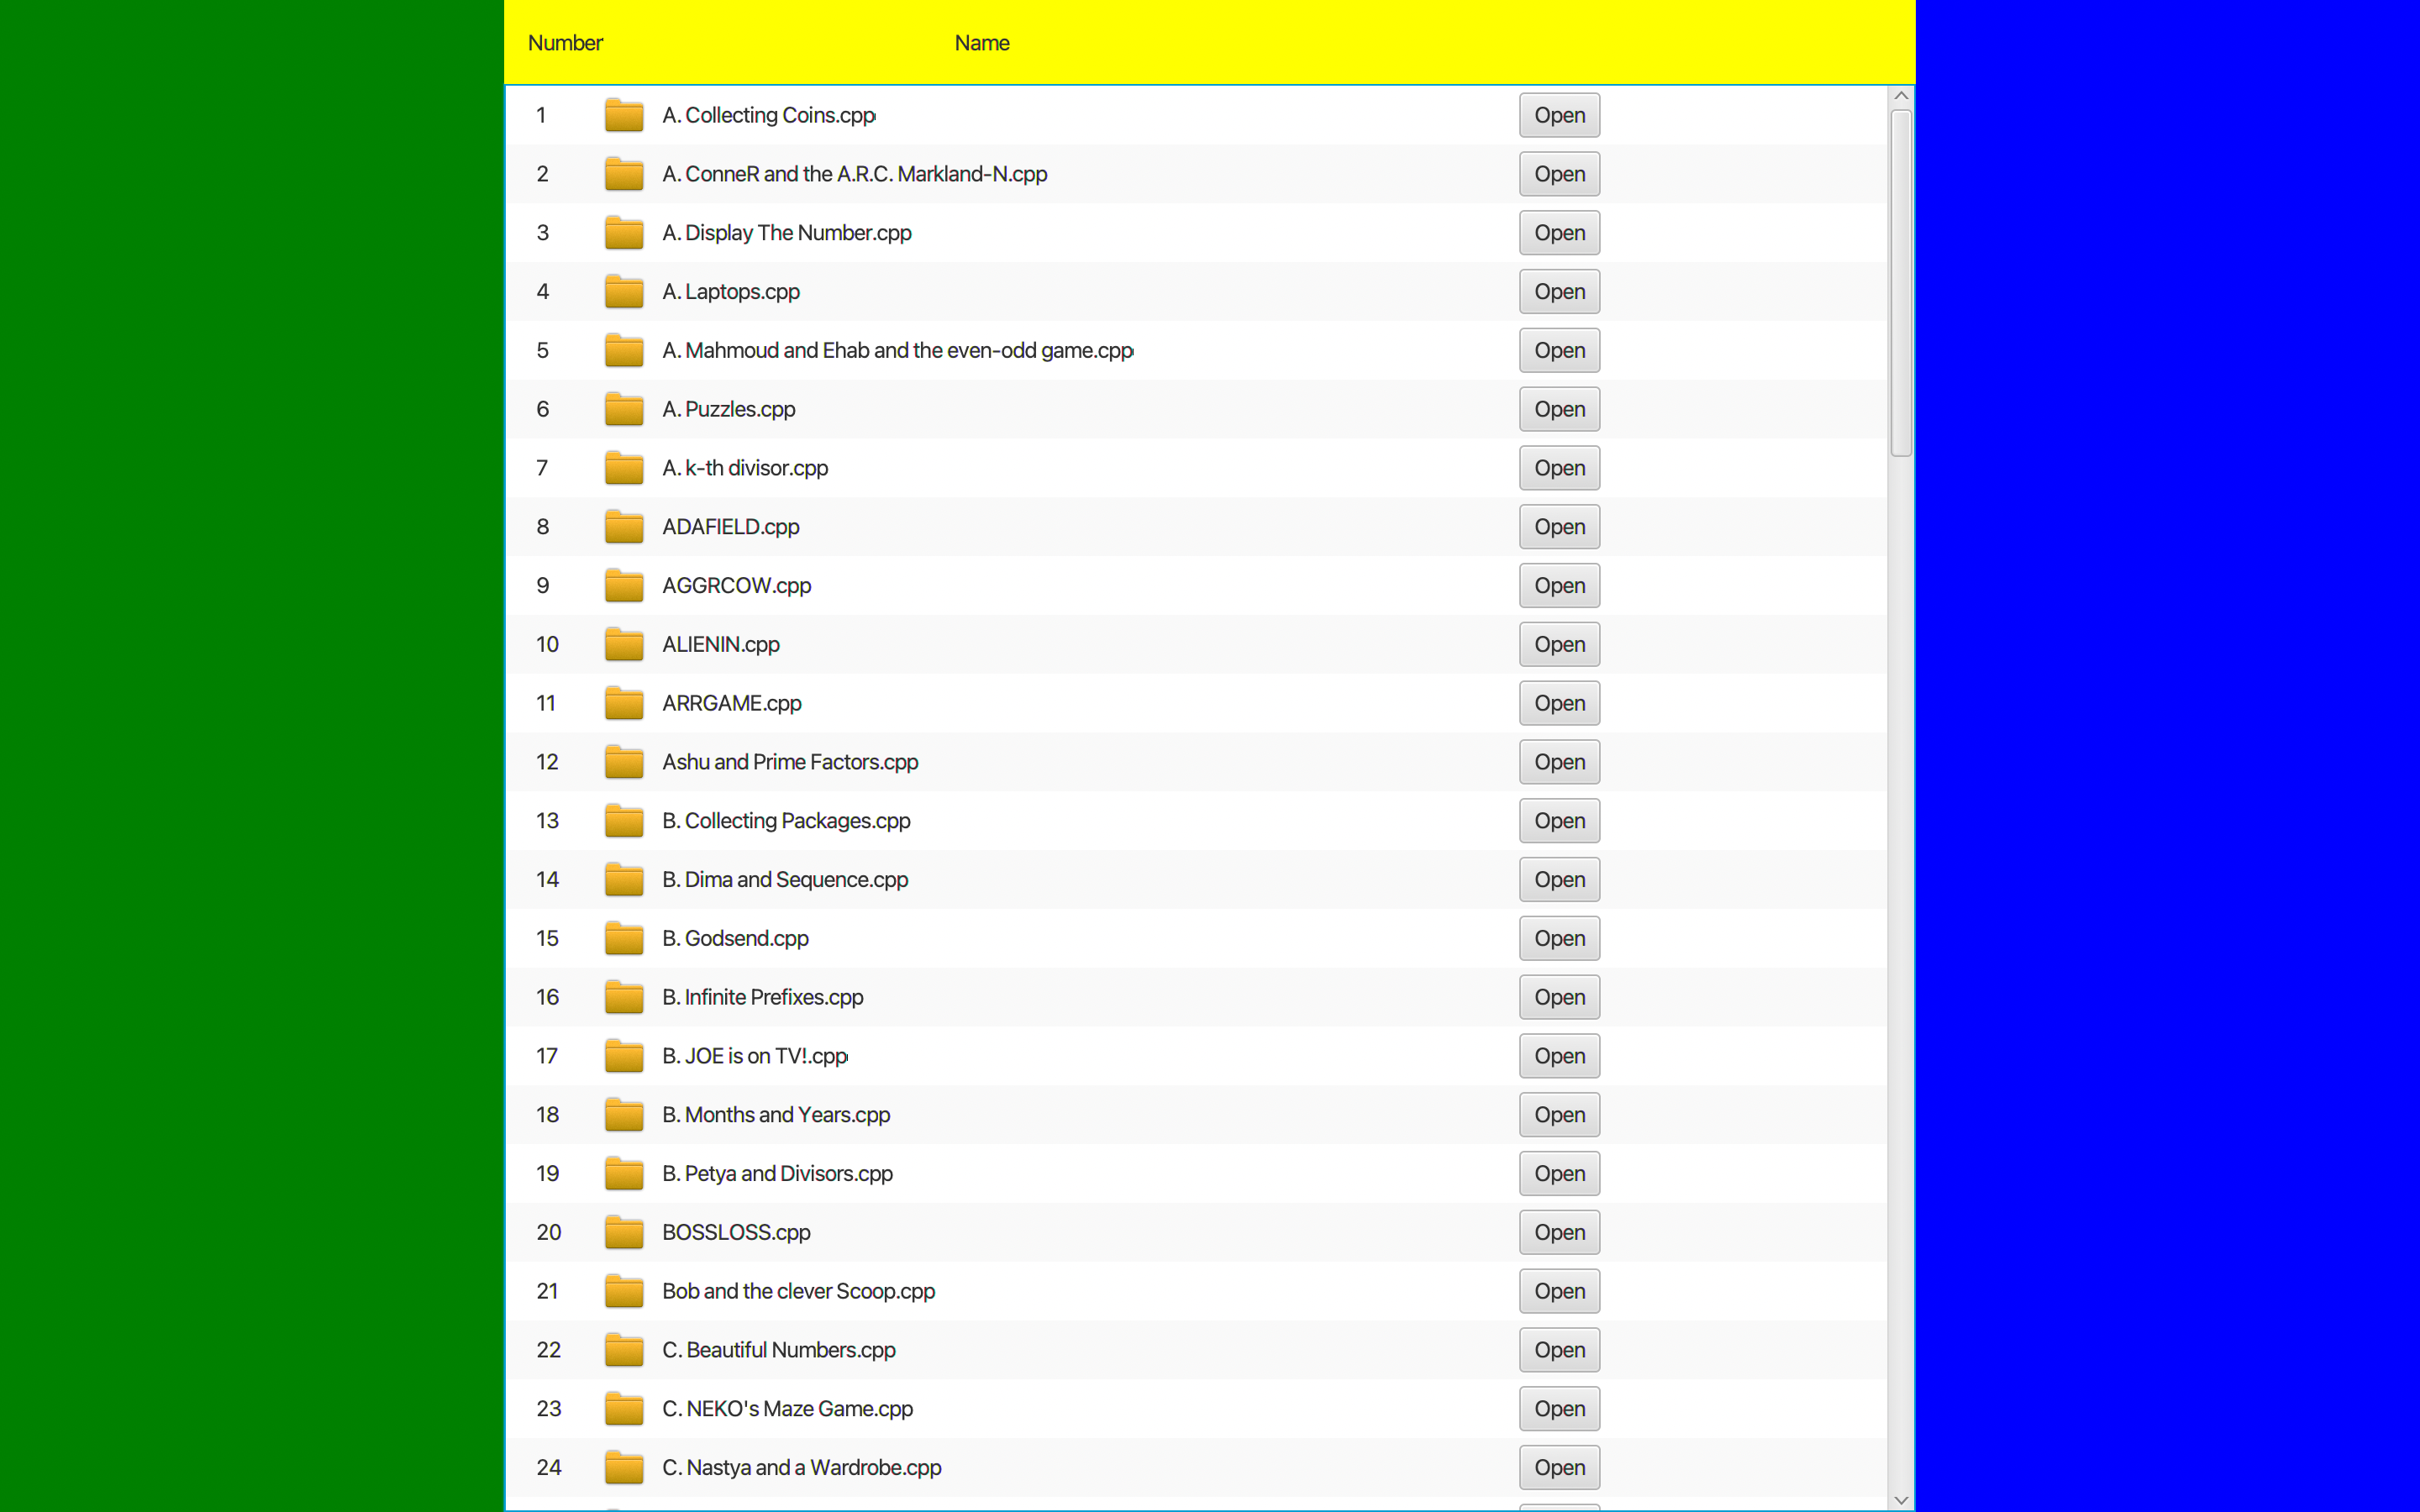 Number Name
1 A. Collecting Coins.cpp Open
2 A. ConneR and the A.R.C. Markland-N.cpp Open
3 A. Display The Number.cpp Open
4 A. Laptops.cpp Open
5 A. Mahmoud and Ehab and the even-odd game.cpp Open
6 A. Puzzles.cpp Open
7 A. k-th divisor.cpp Open
8 ADAFIELD.cpp Open
9 AGGRCOW.cpp Open
10 ALIENIN.cpp Open
11 ARRGAME.cpp Open
12 Ashu and Prime Factors.cpp Open
13 B. Collecting Packages.cpp Open
14 B. Dima and Sequence.cpp Open
15 B. Godsend.cpp Open
16 B. Infinite Prefixes.cpp Open
17 B. JOE is on TV!.cpp Open
18 B. Months and Years.cpp Open
19 B. Petya and Divisors.cpp Open
20 BOSSLOSS.cpp Open
21 Bob and the clever Scoop.cpp Open
22 C. Beautiful Numbers.cpp Open
23 C. NEKO's Maze Game.cpp Open
24 C. Nastya and a Wardrobe.cpp Open